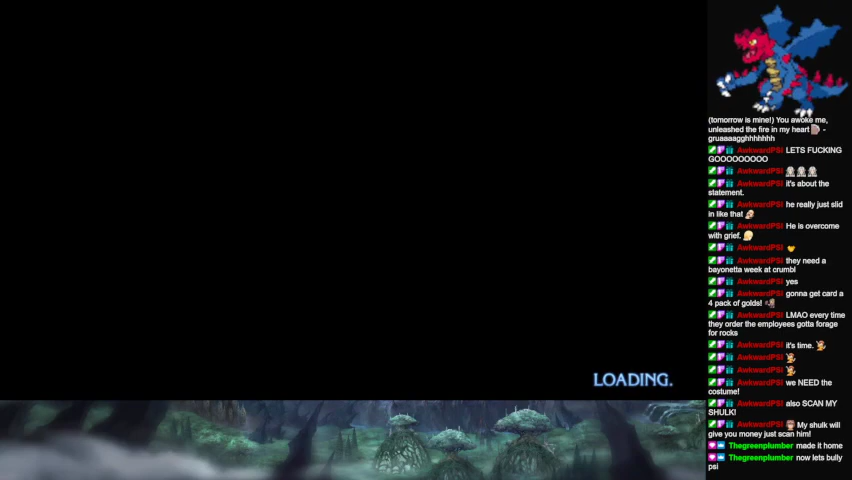 (tomorrow is mine!) You awoke me,
unleashed the fire in my heart -
gruaaaagghhhhhhh
AwkwardPSI LETS FUCKING
GOOOOOOOOO
AwkwardPSI
AwkwardPSI it's about the
statement.
AwkwardPSI he really just slid
in like that
AwkwardPSI He is overcome
with grief.
AwkwardPSI
AwkwardPSI they need a
bayonetta week at crumbl
AwkwardPSI yes
AwkwardPSI gonna get card a
4 pack of golds!
AwkwardPSI LMAO every time
they order the employees gotta forage
for rocks
AwkwardPSI it's time.
AwkwardPSI
AwkwardPSI
AwkwardPSI we NEED the
costume!
AwkwardPSI also SCAN MY
SHULK!
AwkwardPSI My shulk will
give you money just scan him!
Thegreenplumber made it home
Thegreenplumber now lets bully
psi
LOADING.